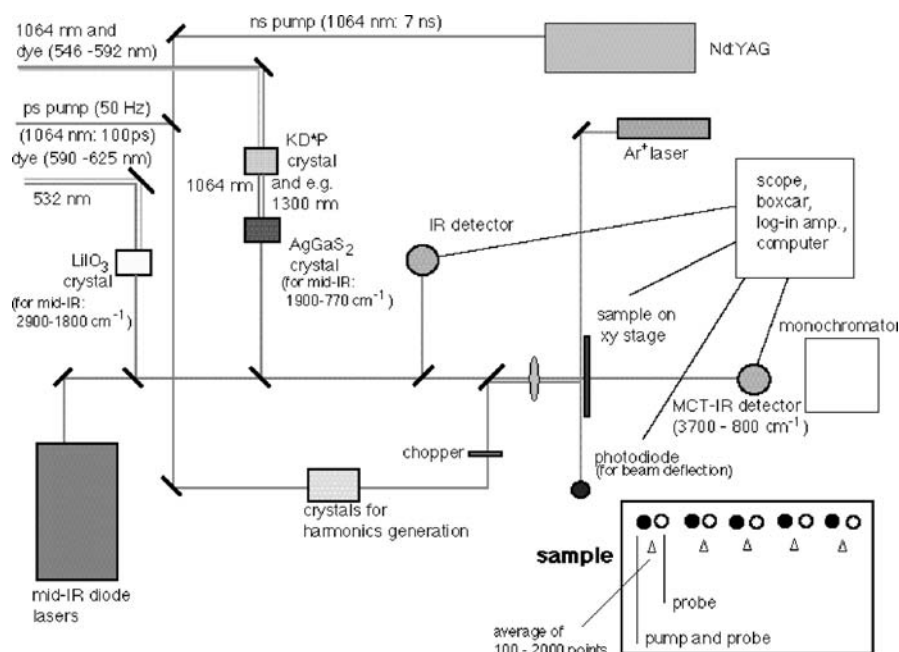 1064 nm and
dye (546 -592 nm)
ns pump (1064 nm: 7 ns)
Nd:YAG
ps pump (50 Hz)
(1064 nm: 100ps)
dye (590 -625 nm)
532 nm
KD*P
crystal
1064 nm
and e.g.
1300 nm
Ar+ laser
scope,
boxcar,
log-in amp.,
computer
IR detector
LiIO3
crystal
(for mid-IR:
2900-1800 cm-1)
AgGaS2
crystal
(for mid-IR:
1900-770 cm-1)
sample on
xy stage
monochromator
MCT-IR detector
(3700 - 800 cm-1)
chopper
photodiode
(for beam deflection)
crystals for
harmonics generation
mid-IR diode
lasers
sample
probe
average of
100 - 2000 points
pump and probe